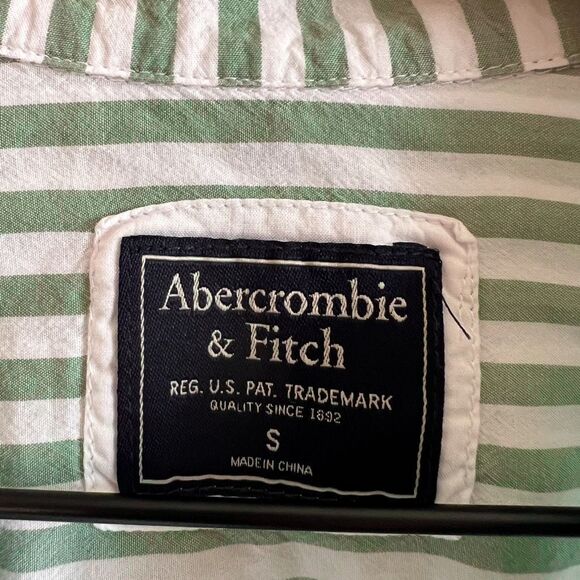 Abercrombie
& Fitch
REG. U.S. PAT. TRADEMARK
QUALITY SINCE 1892
S
MADE IN CHINA